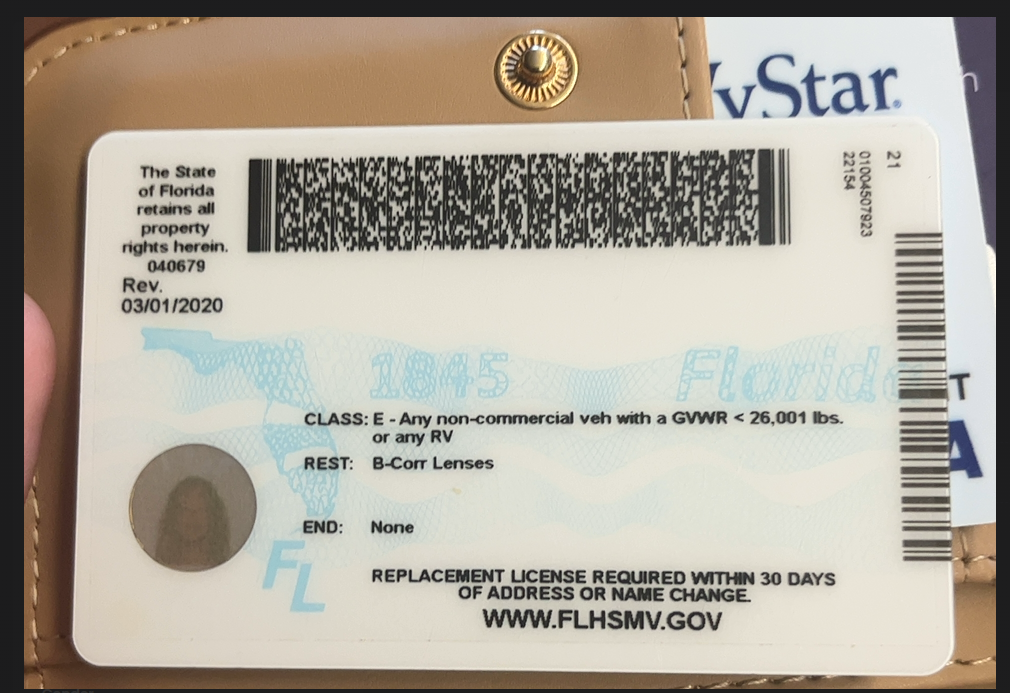 yStar.
The State
of Florida
retains all
property
rights herein.
040679
Rev.
03/01/2020
21
01004507923
22154
1845
Florida
CLASS: E - Any non-commercial veh with a GVWR < 26,001 lbs.
or any RV
REST: B-Corr Lenses
END: None
FL
REPLACEMENT LICENSE REQUIRED WITHIN 30 DAYS
OF ADDRESS OR NAME CHANGE.
WWW.FLHSMV.GOV
T
A